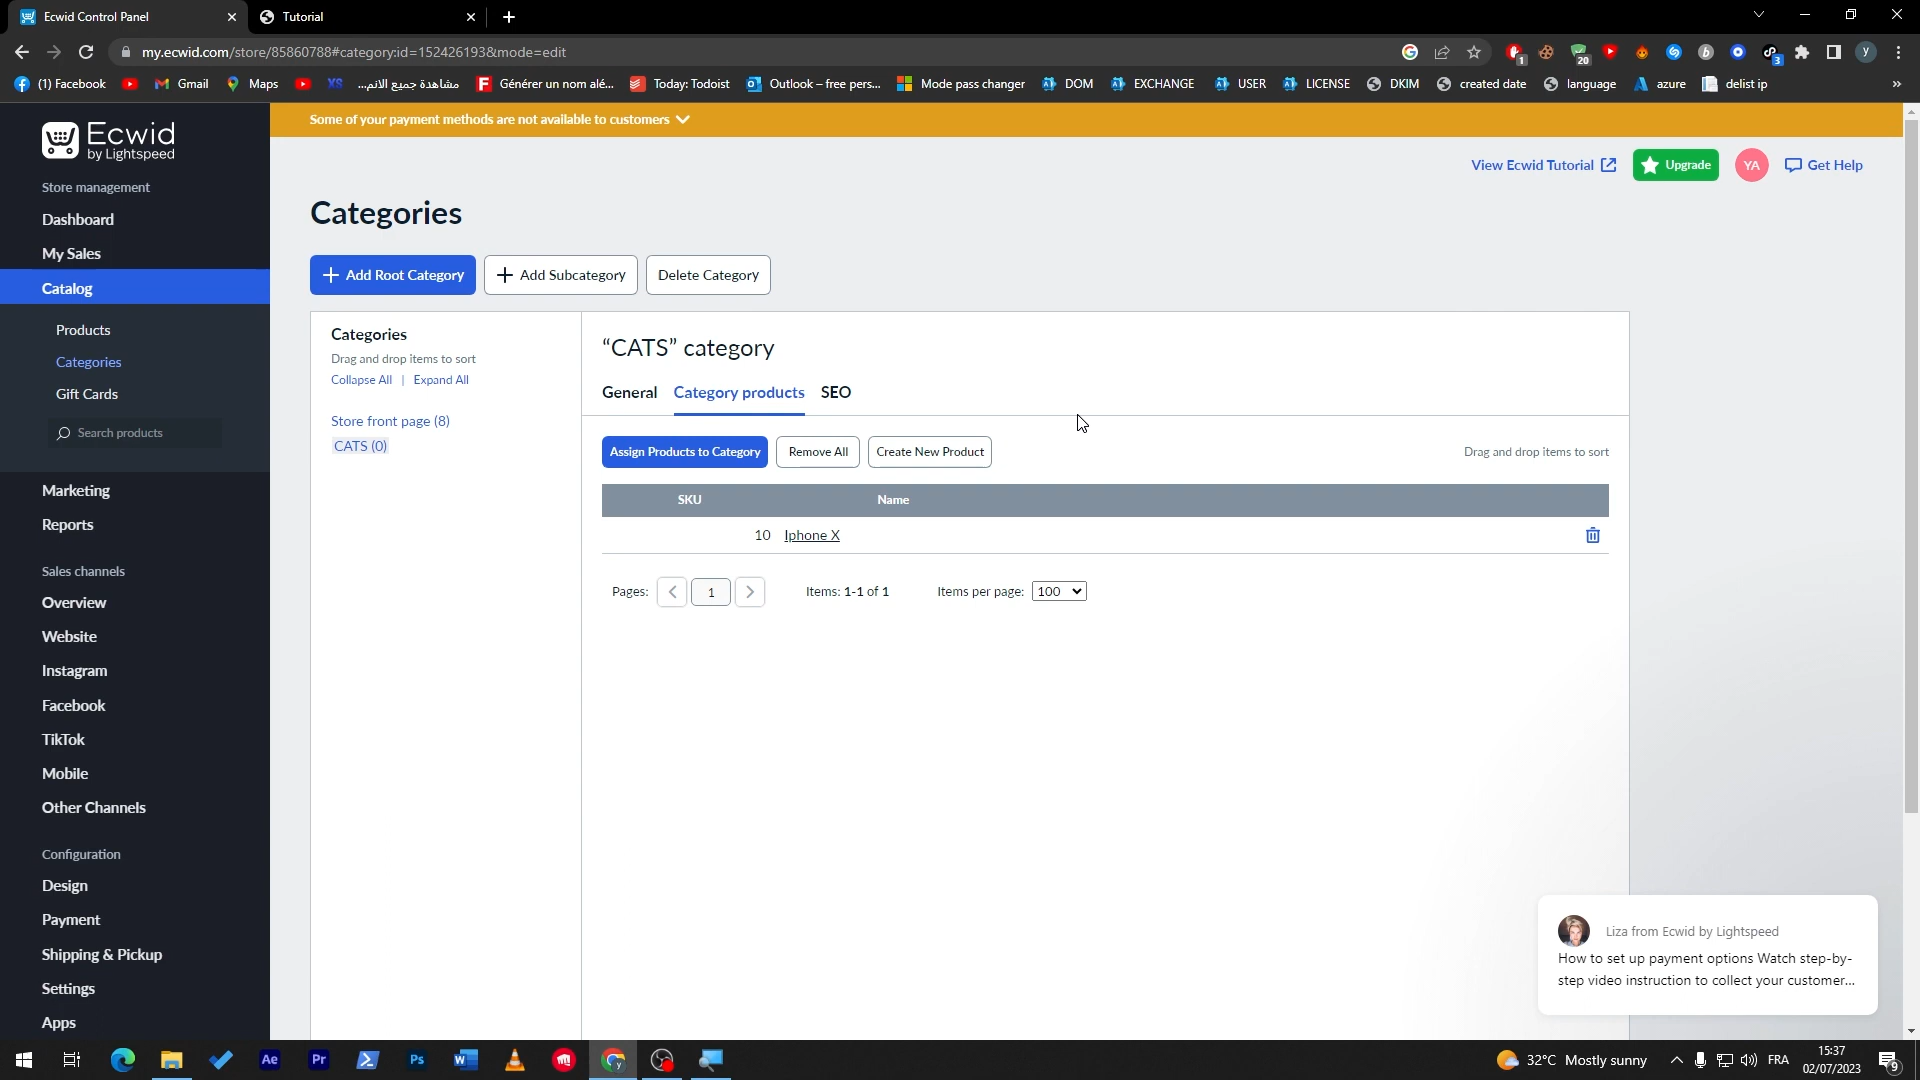 Ecwid Control Panel
Tutorial
my.ecwid.com/store/85860788#category:id=152426193&mode=edit
1
20
3
y
(1) Facebook
Gmail
Maps
XS
مشاهدة جميع الانم...
Générer un nom alé...
Today: Todoist
Outlook – free pers...
Mode pass changer
DOM
EXCHANGE
USER
LICENSE
DKIM
created date
language
azure
delist ip
»
Ecwid
by Lightspeed
Some of your payment methods are not available to customers
View Ecwid Tutorial
Upgrade
YA
Get Help
Store management
Dashboard
My Sales
Catalog
Products
Categories
Gift Cards
Search products
Marketing
Reports
Sales channels
Overview
Website
Instagram
Facebook
TikTok
Mobile
Other Channels
Configuration
Design
Payment
Shipping & Pickup
Settings
Apps
Categories
Add Root Category
Add Subcategory
Delete Category
Categories
Drag and drop items to sort
Collapse All | Expand All
Store front page (8)
CATS (0)
“CATS” category
General
Category products
SEO
Assign Products to Category
Remove All
Create New Product
Drag and drop items to sort
SKU
Name
10
Iphone X
Pages:
1
Items: 1-1 of 1
Items per page:
100
Liza from Ecwid by Lightspeed
How to set up payment options Watch step-by-
step video instruction to collect your customer...
Ae
Pr
Ps
W
y
32°C Mostly sunny
FRA
15:37
02/07/2023
9